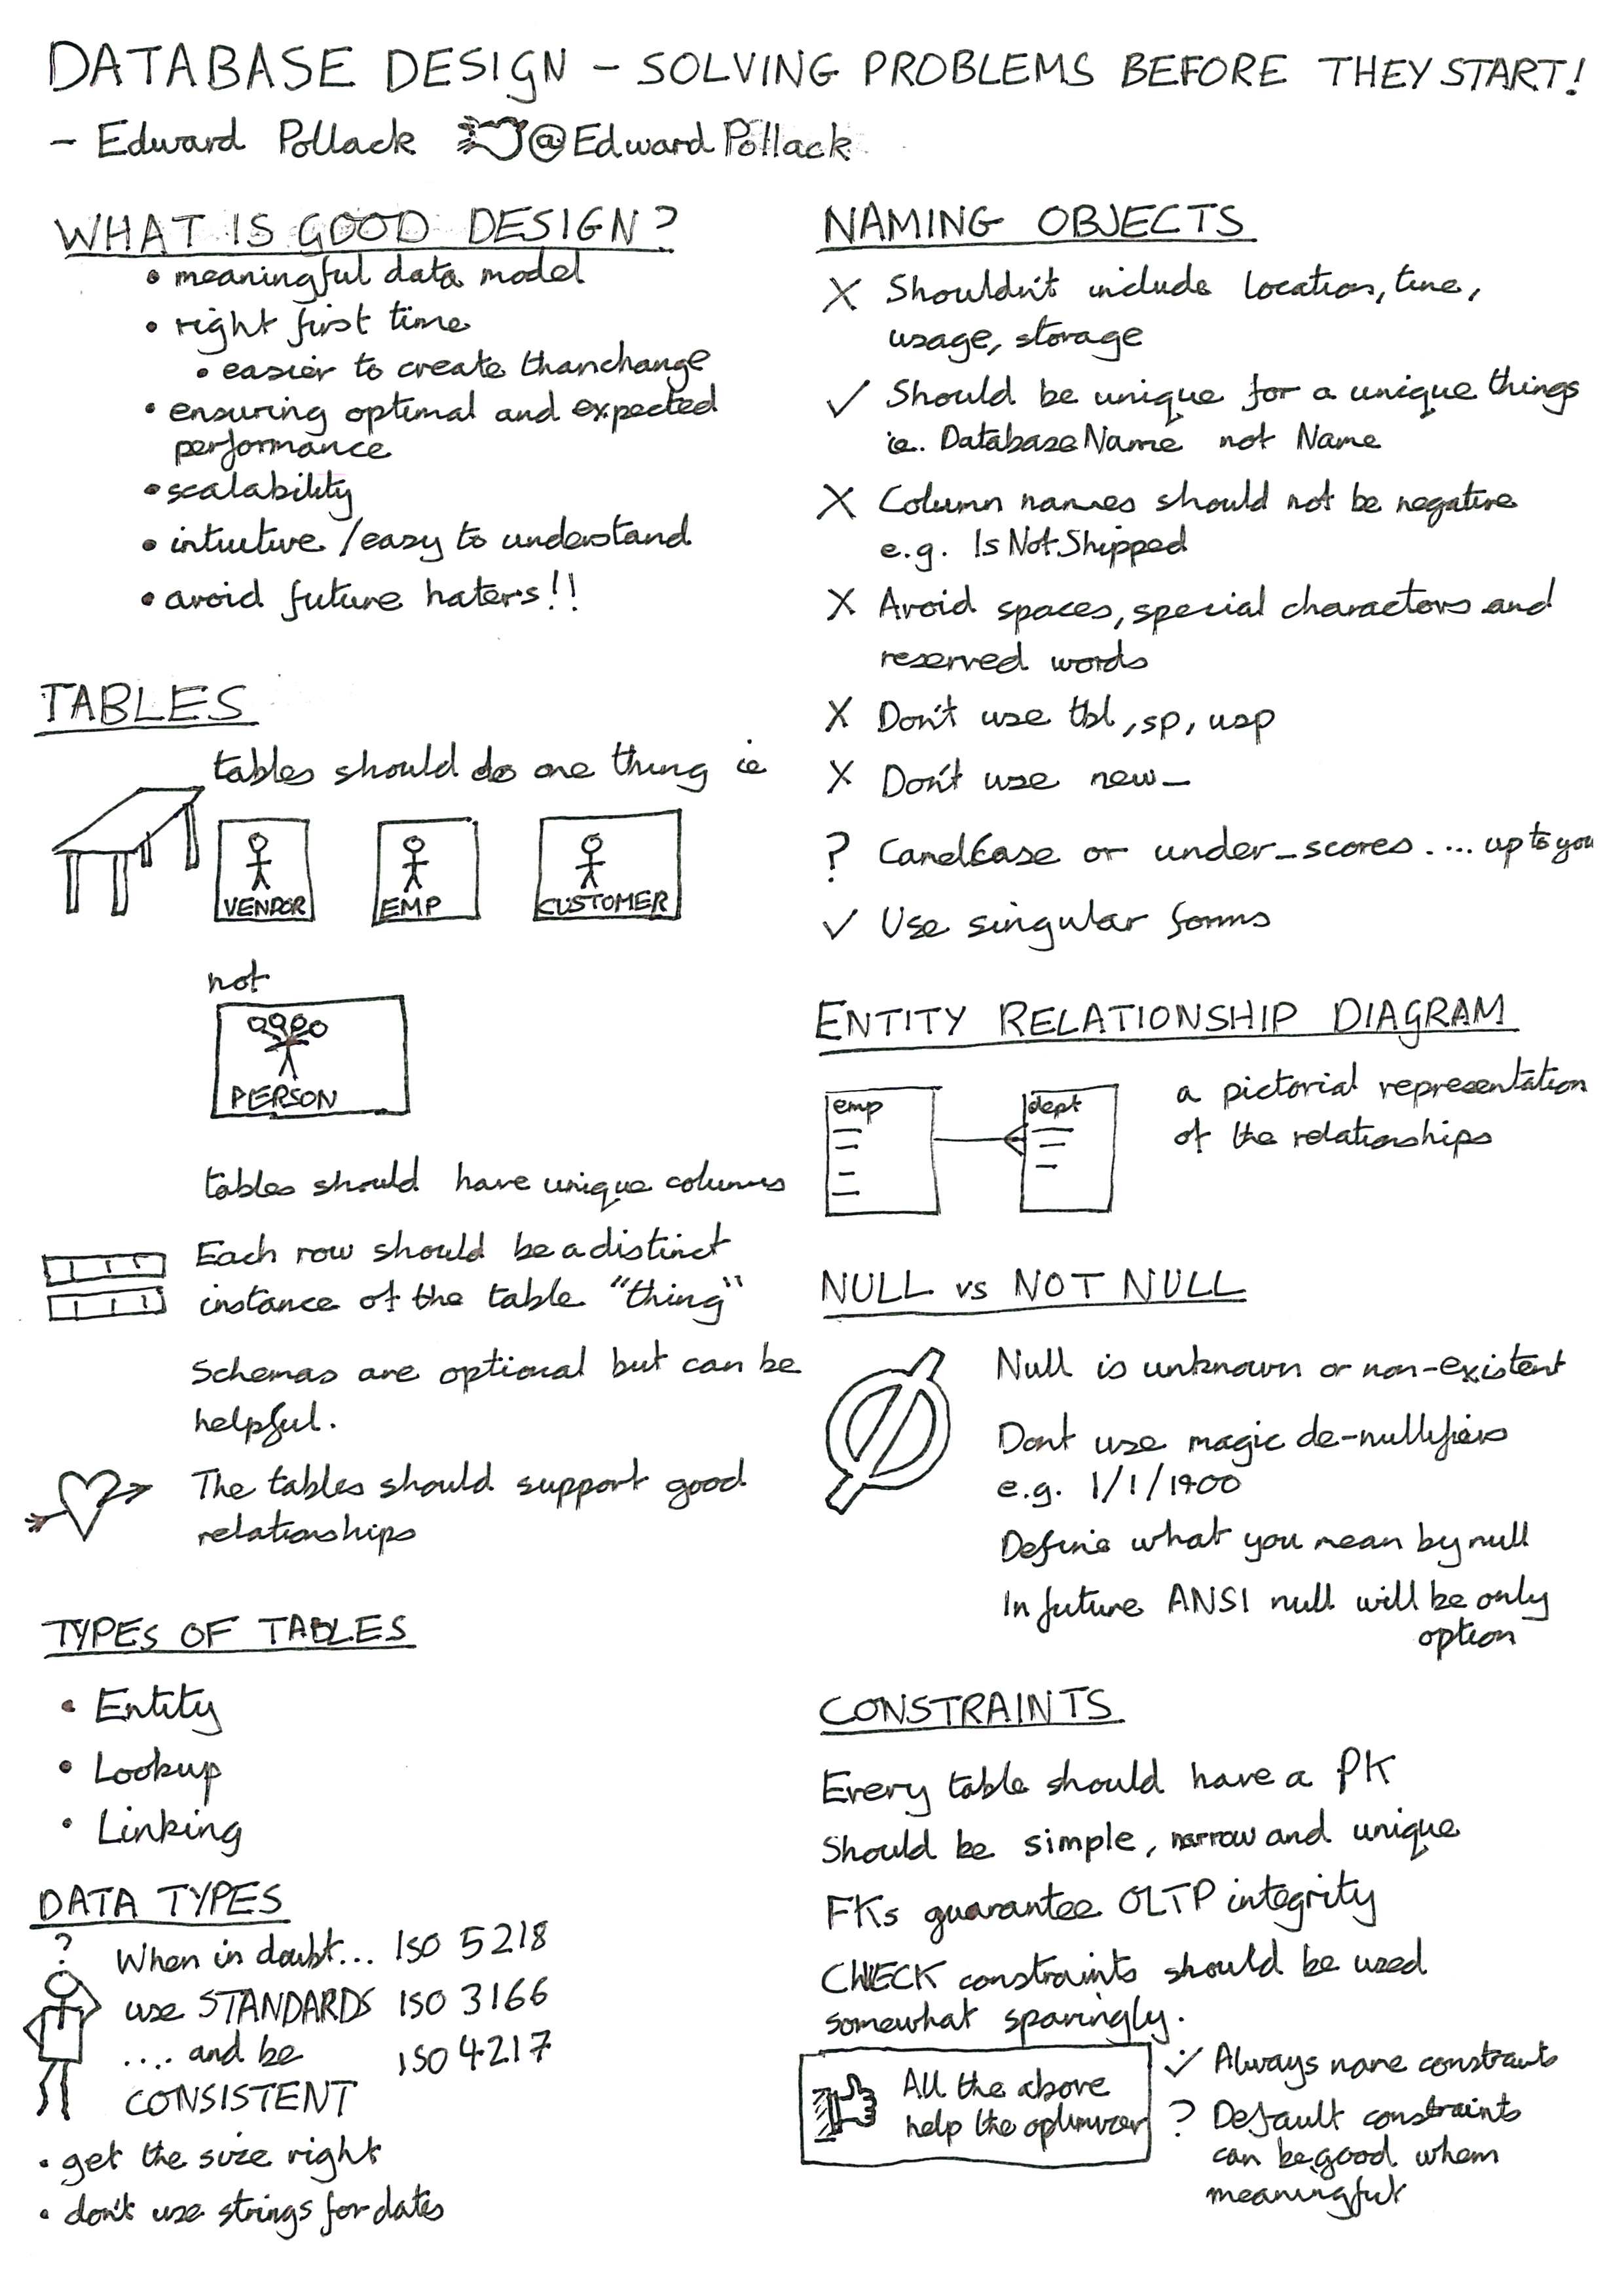 DATABASE DESIGN - SOLVING PROBLEMS BEFORE THEY START!
- Edward Pollack @EdwardPollack
WHAT IS GOOD DESIGN?
• meaningful data model
• right first time
• easier to create than change
• ensuring optimal and expected
performance
• scalability
• intuitive / easy to understand
• avoid future haters!!
TABLES
tables should do one thing ie
VENDOR
EMP
CUSTOMER
not
PERSON
tables should have unique columns
Each row should be a distinct
instance of the table "thing"
Schemas are optional but can be
helpful.
The tables should support good
relationships
TYPES OF TABLES
• Entity
• Lookup
• Linking
DATA TYPES
? When in doubt... ISO 5218
use STANDARDS ISO 3166
... and be ISO 4217
CONSISTENT
• get the size right
• don't use strings for dates
NAMING OBJECTS
X Shouldn't include location, time,
usage, storage
✓ Should be unique for a unique things
ie. DatabaseName not Name
X Column names should not be negative
e.g. IsNotShipped
X Avoid spaces, special characters and
reserved words
X Don't use tbl, sp, usp
X Don't use new_
? CamelCase or under_scores.... up to you
✓ Use singular forms
ENTITY RELATIONSHIP DIAGRAM
emp
dept
a pictorial representation
of the relationships
NULL vs NOT NULL
Null is unknown or non-existent
Dont use magic de-nullifiers
e.g. 1/1/1900
Define what you mean by null
In future ANSI null will be only
option
CONSTRAINTS
Every table should have a PK
should be simple, narrow and unique
FKs guarantee OLTP integrity
CHECK constraints should be used
somewhat sparingly.
All the above
help the optimizer
✓ Always name constraints
? Default constraints
can be good when
meaningful